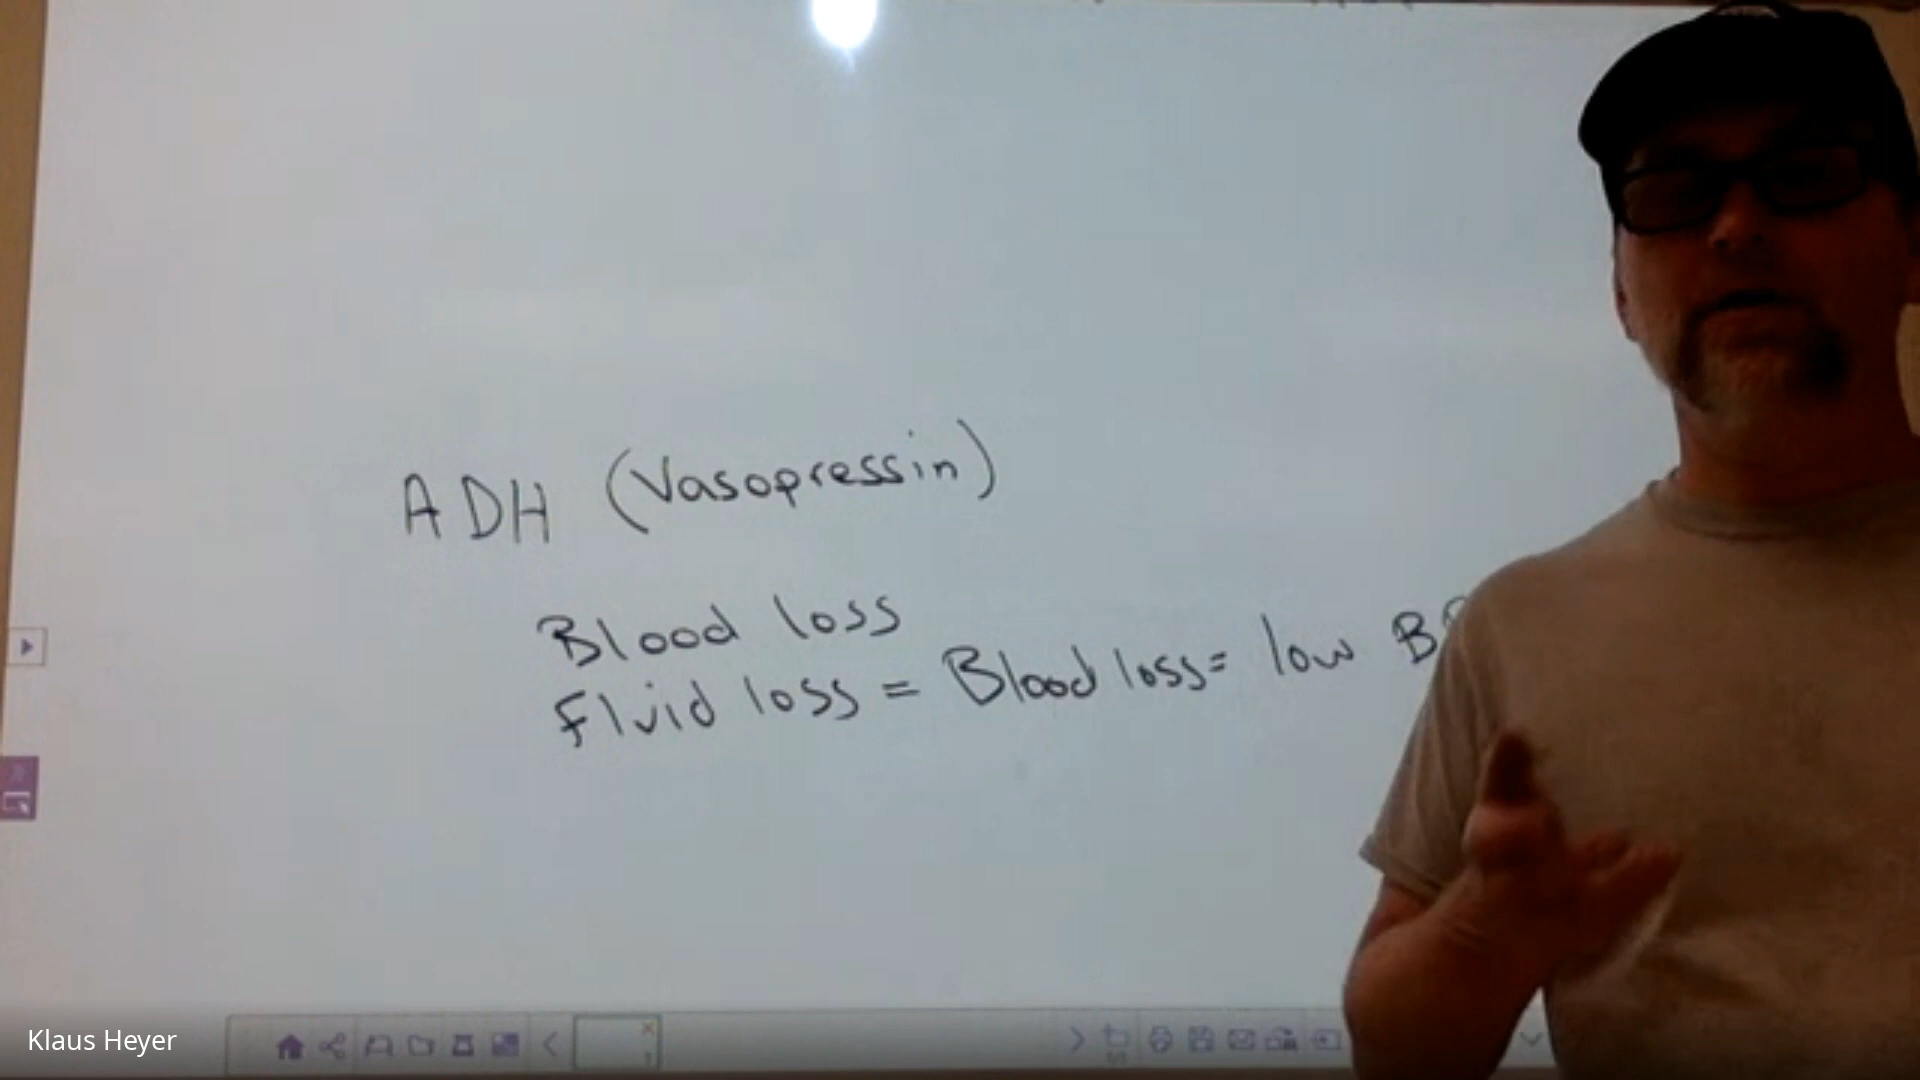 ADH (Vasopressin)
Blood loss
Fluid loss = Blood loss = low
Klaus Heyer